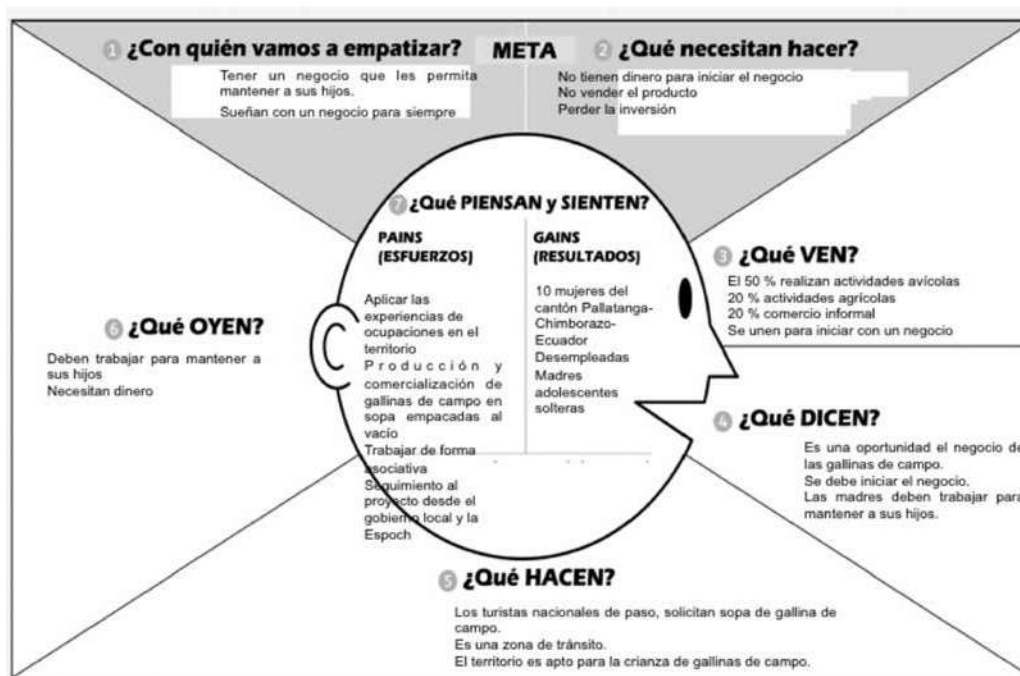 1 ¿Con quién vamos a empatizar?
META
2 ¿Qué necesitan hacer?
Tener un negocio que les permita
mantener a sus hijos.
Sueñan con un negocio para siempre
No tienen dinero para iniciar el negocio
No vender el producto
Perder la inversión
7 ¿Qué PIENSAN y SIENTEN?
PAINS
(ESFUERZOS)
Aplicar las
experiencias de
ocupaciones en el
territorio
Producción y
comercialización de
gallinas de campo en
sopa empacadas al
vacío
Trabajar de forma
asociativa
Seguimiento al
proyecto desde el
gobierno local y la
Espoch
GAINS
(RESULTADOS)
10 mujeres del
cantón Pallatanga-
Chimborazo-
Ecuador
Desempleadas
Madres
adolescentes
solteras
3 ¿Qué VEN?
El 50 % realizan actividades avícolas
20 % actividades agrícolas
20 % comercio informal
Se unen para iniciar con un negocio
4 ¿Qué DICEN?
Es una oportunidad el negocio de
las gallinas de campo.
Se debe iniciar el negocio.
Las madres deben trabajar para
mantener a sus hijos.
5 ¿Qué HACEN?
Los turistas nacionales de paso, solicitan sopa de gallina de
campo.
Es una zona de tránsito.
El territorio es apto para la crianza de gallinas de campo.
6 ¿Qué OYEN?
Deben trabajar para mantener a
sus hijos
Necesitan dinero